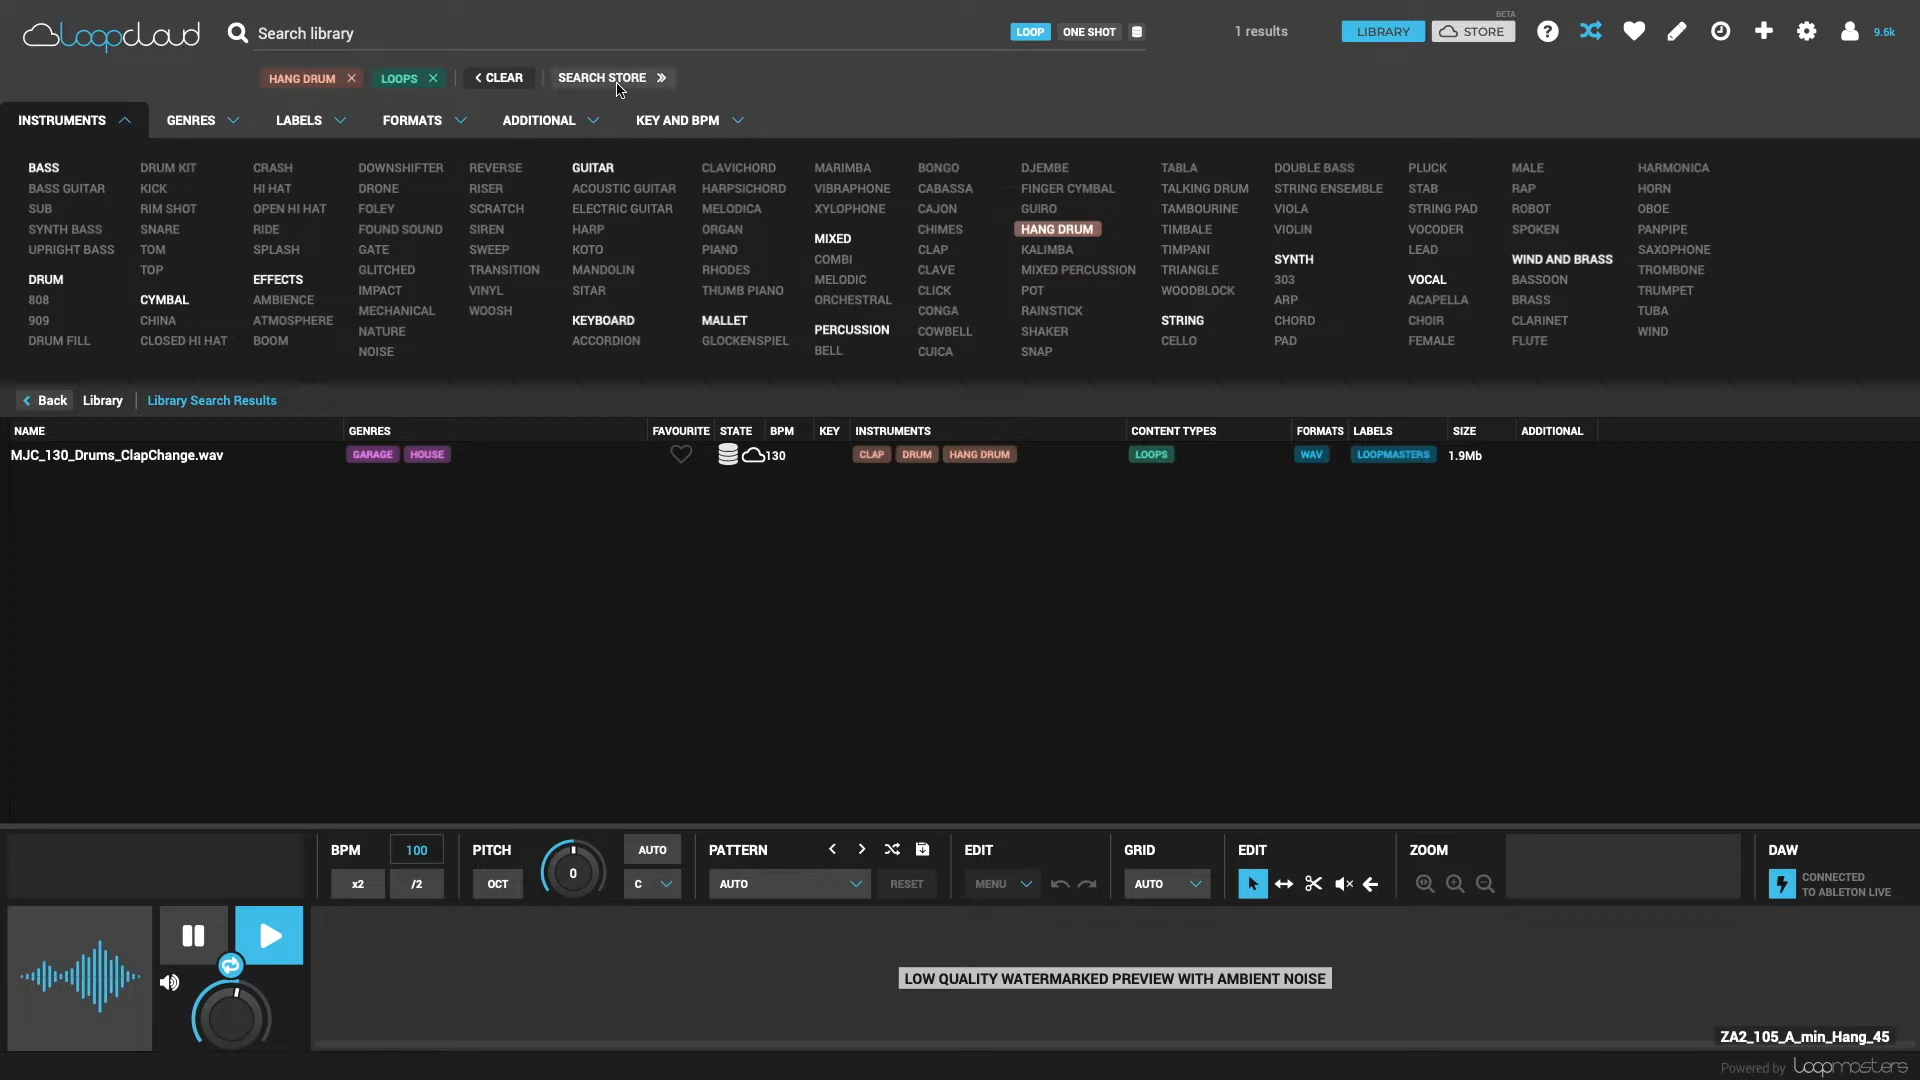 loopcloud
Search library
LOOP ONE SHOT
1 results
LIBRARY STORE
BETA
9.6k
HANG DRUM LOOPS CLEAR SEARCH STORE
INSTRUMENTS GENRES LABELS FORMATS ADDITIONAL KEY AND BPM
BASS
BASS GUITAR
SUB
SYNTH BASS
UPRIGHT BASS
DRUM
808
909
DRUM FILL
DRUM KIT
KICK
RIM SHOT
SNARE
TOM
TOP
CYMBAL
CHINA
CLOSED HI HAT
CRASH
HI HAT
OPEN HI HAT
RIDE
SPLASH
EFFECTS
AMBIENCE
ATMOSPHERE
BOOM
DOWNSHIFTER
DRONE
FOLEY
FOUND SOUND
GATE
GLITCHED
IMPACT
MECHANICAL
NATURE
NOISE
REVERSE
RISER
SCRATCH
SIREN
SWEEP
TRANSITION
VINYL
WOOSH
GUITAR
ACOUSTIC GUITAR
ELECTRIC GUITAR
HARP
KOTO
MANDOLIN
SITAR
KEYBOARD
ACCORDION
CLAVICHORD
HARPSICHORD
MELODICA
ORGAN
PIANO
RHODES
THUMB PIANO
MALLET
GLOCKENSPIEL
MARIMBA
VIBRAPHONE
XYLOPHONE
MIXED
COMBI
MELODIC
ORCHESTRAL
PERCUSSION
BELL
BONGO
CABASSA
CAJON
CHIMES
CLAP
CLAVE
CLICK
CONGA
COWBELL
CUICA
DJEMBE
FINGER CYMBAL
GUIRO
HANG DRUM
KALIMBA
MIXED PERCUSSION
POT
RAINSTICK
SHAKER
SNAP
TABLA
TALKING DRUM
TAMBOURINE
TIMBALE
TIMPANI
TRIANGLE
WOODBLOCK
STRING
CELLO
DOUBLE BASS
STRING ENSEMBLE
VIOLA
VIOLIN
SYNTH
303
ARP
CHORD
PAD
PLUCK
STAB
STRING PAD
VOCODER
LEAD
VOCAL
ACAPELLA
CHOIR
FEMALE
MALE
RAP
ROBOT
SPOKEN
WIND AND BRASS
BASSOON
BRASS
CLARINET
FLUTE
HARMONICA
HORN
OBOE
PANPIPE
SAXOPHONE
TROMBONE
TRUMPET
TUBA
WIND
Back Library Library Search Results
NAME GENRES FAVOURITE STATE BPM KEY INSTRUMENTS CONTENT TYPES FORMATS LABELS SIZE ADDITIONAL
MJC_130_Drums_ClapChange.wav GARAGE HOUSE 130 CLAP DRUM HANG DRUM LOOPS WAV LOOPMASTERS 1.9Mb
BPM 100
x2 /2
PITCH
OCT
0
AUTO
C
PATTERN
AUTO RESET
EDIT
MENU
GRID
AUTO
EDIT
ZOOM
DAW
CONNECTED
TO ABLETON LIVE
LOW QUALITY WATERMARKED PREVIEW WITH AMBIENT NOISE
ZA2_105_A_min_Hang_45
Powered by Loopmasters